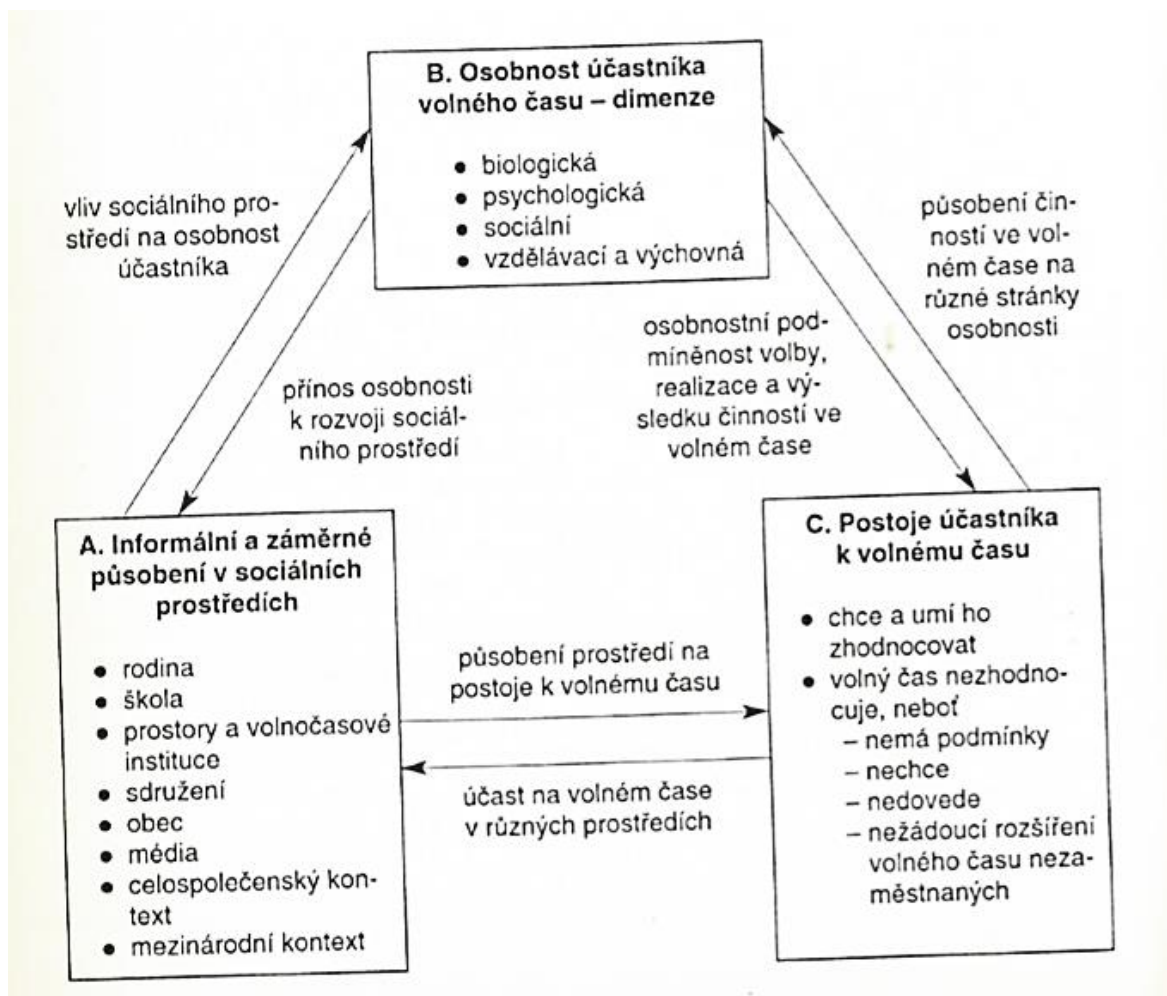 B. Osobnost účastníka
volného času – dimenze
● biologická
● psychologická
● sociální
● vzdělávací a výchovná
vliv sociálního pro-
středí na osobnost
účastníka
působení čin-
ností ve vol-
ném čase na
různé stránky
osobnosti
přínos osobnosti
k rozvoji sociál-
ního prostředí
osobnostní pod-
míněnost volby,
realizace a vý-
sledku činností ve
volném čase
A. Informální a záměrné
působení v sociálních
prostředích
● rodina
● škola
● prostory a volnočasové
instituce
● sdružení
● obec
● média
● celospolečenský kon-
text
● mezinárodní kontext
působení prostředí na
postoje k volnému času
účast na volném čase
v různých prostředích
C. Postoje účastníka
k volnému času
● chce a umí ho
zhodnocovat
● volný čas nezhodno-
cuje, neboť
– nemá podmínky
– nechce
– nedovede
– nežádoucí rozšíření
volného času neza-
městnaných